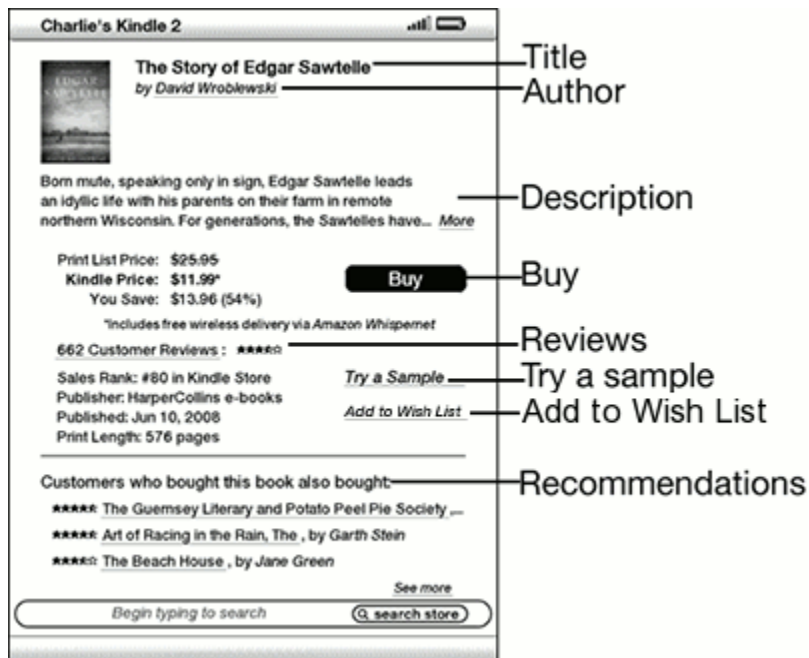 Charlie's Kindle 2
EDGAR
SAWTELLE
The Story of Edgar Sawtelle
Title
by David Wroblewski
Author
Born mute, speaking only in sign, Edgar Sawtelle leads
an idyllic life with his parents on their farm in remote
northern Wisconsin. For generations, the Sawtelles have... More
Description
Print List Price: $25.95
Kindle Price: $11.99*
You Save: $13.96 (54%)
Buy
Buy
*Includes free wireless delivery via Amazon Whispernet
662 Customer Reviews :
Reviews
Sales Rank: #80 in Kindle Store
Publisher: HarperCollins e-books
Published: Jun 10, 2008
Print Length: 576 pages
Try a Sample
Try a sample
Add to Wish List
Add to Wish List
Customers who bought this book also bought:
Recommendations
The Guernsey Literary and Potato Peel Pie Society ,...
Art of Racing in the Rain, The , by Garth Stein
The Beach House , by Jane Green
See more
Begin typing to search
search store